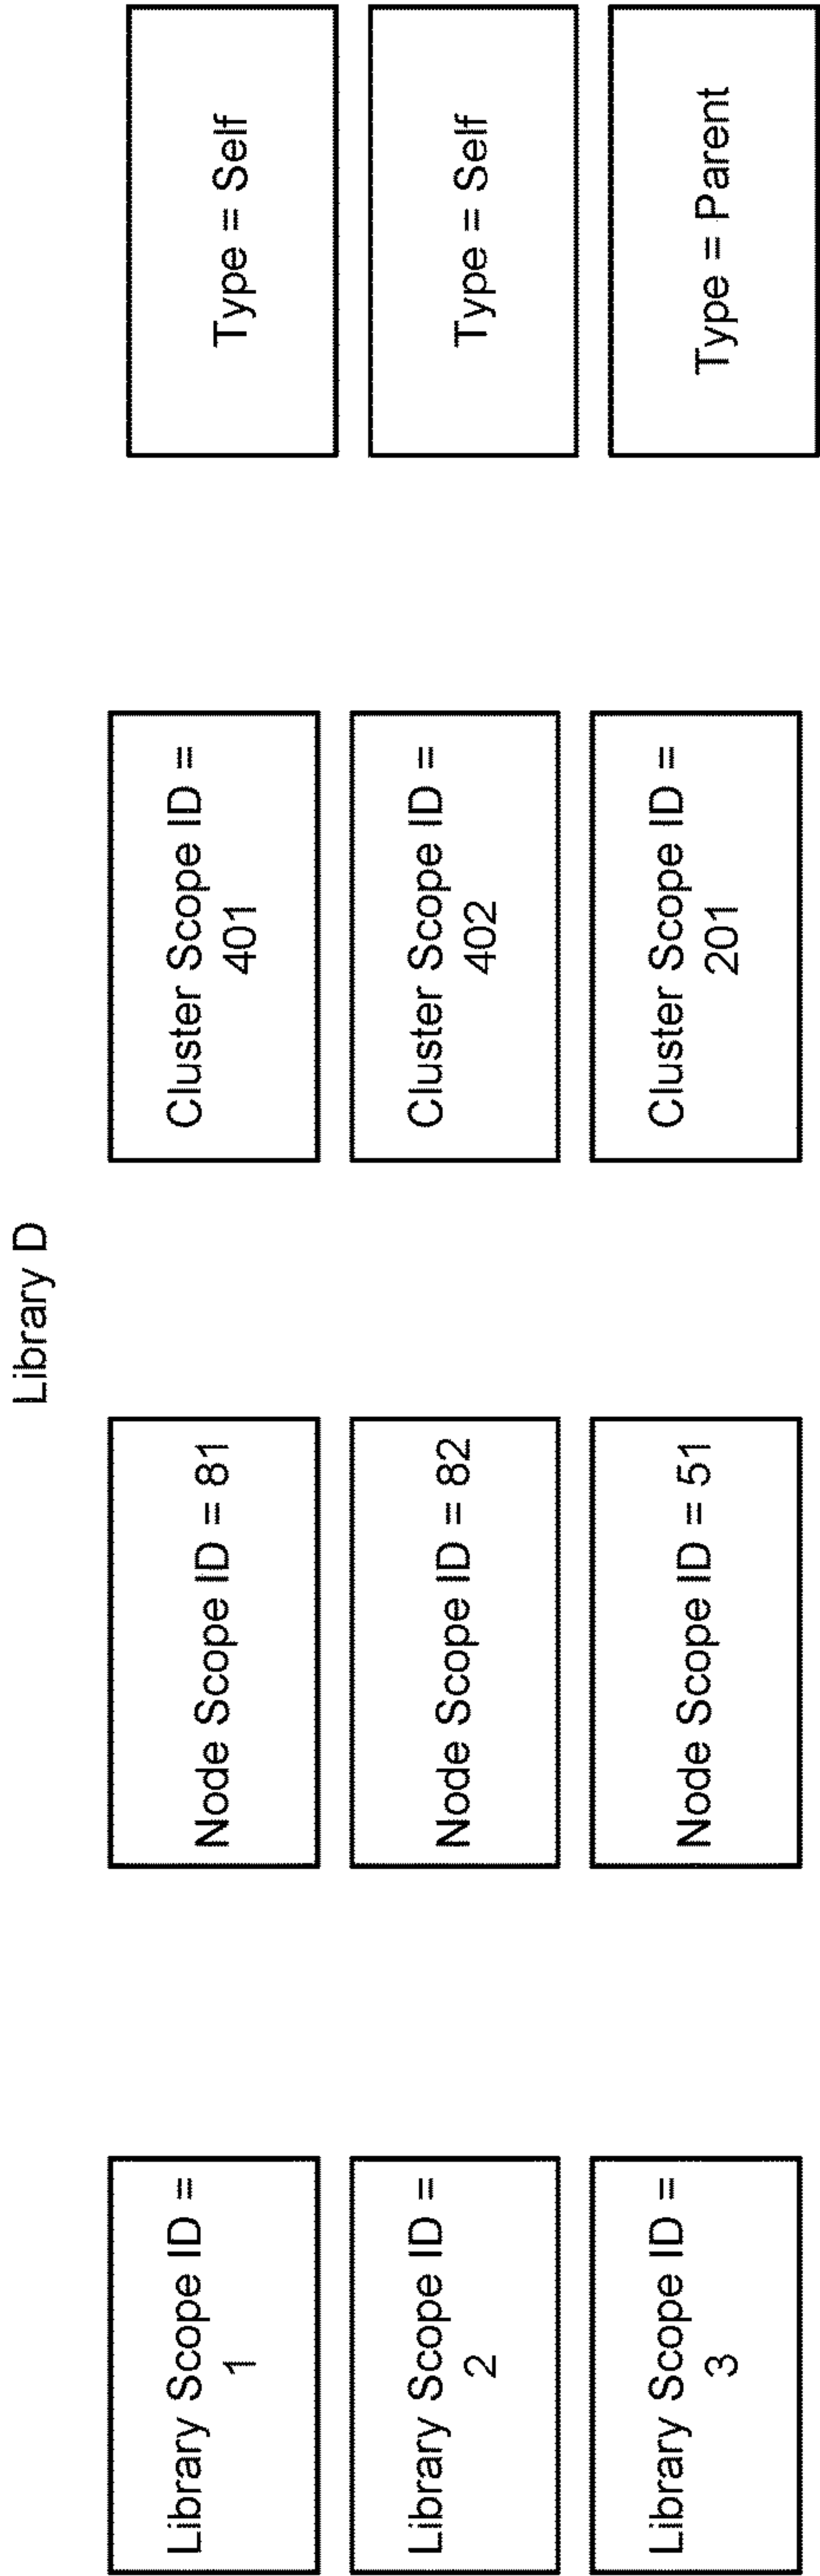 Library D
Library Scope ID =
1
Node Scope ID = 81
Cluster Scope ID =
401
Type = Self
Library Scope ID =
2
Node Scope ID = 82
Cluster Scope ID =
402
Type = Self
Library Scope ID =
3
Node Scope ID = 51
Cluster Scope ID =
201
Type = Parent